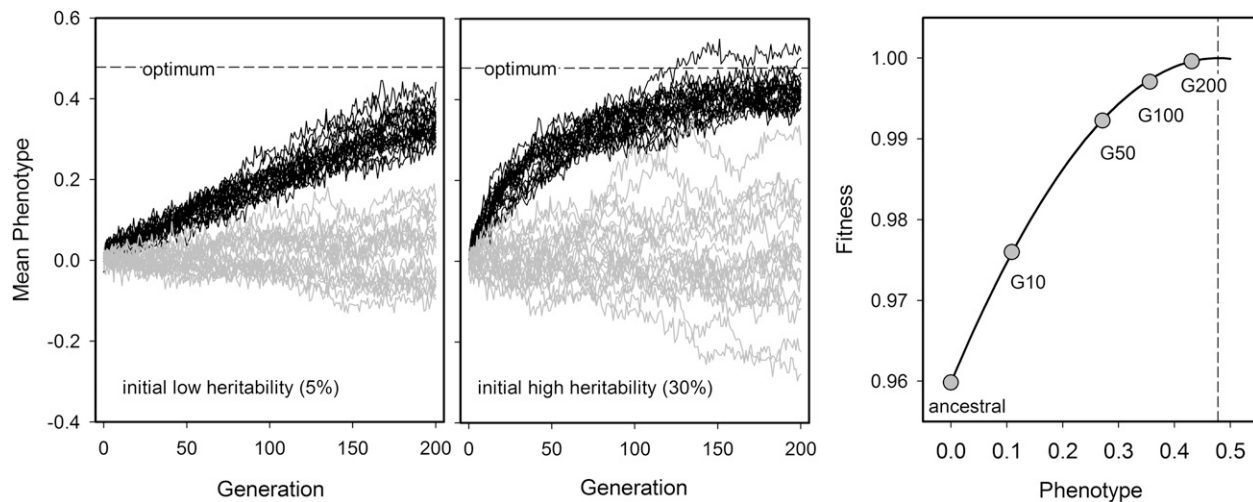 0.6
0.4
0.2
0.0
-0.2
-0.4
Mean Phenotype
optimum
initial low heritability (5%)
0 50 100 150 200
Generation
optimum
initial high heritability (30%)
0 50 100 150 200
Generation
1.00
0.99
0.98
0.97
0.96
Fitness
G200
G100
G50
G10
ancestral
0.0 0.1 0.2 0.3 0.4 0.5
Phenotype